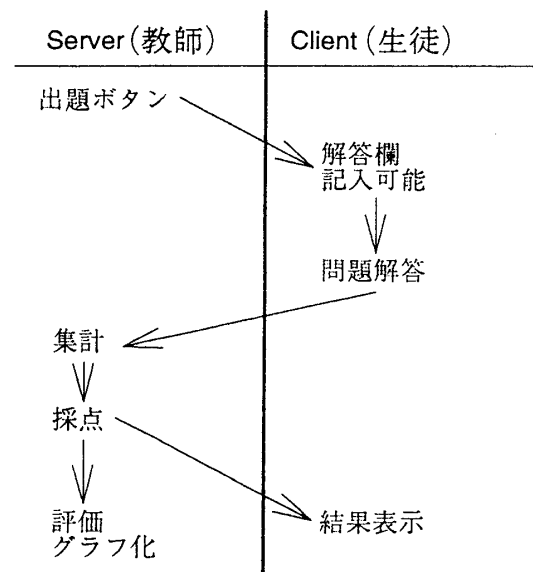 Server(教師) Client(生徒)
出題ボタン
解答欄
記入可能
問題解答
集計
採点
評価
グラフ化
結果表示